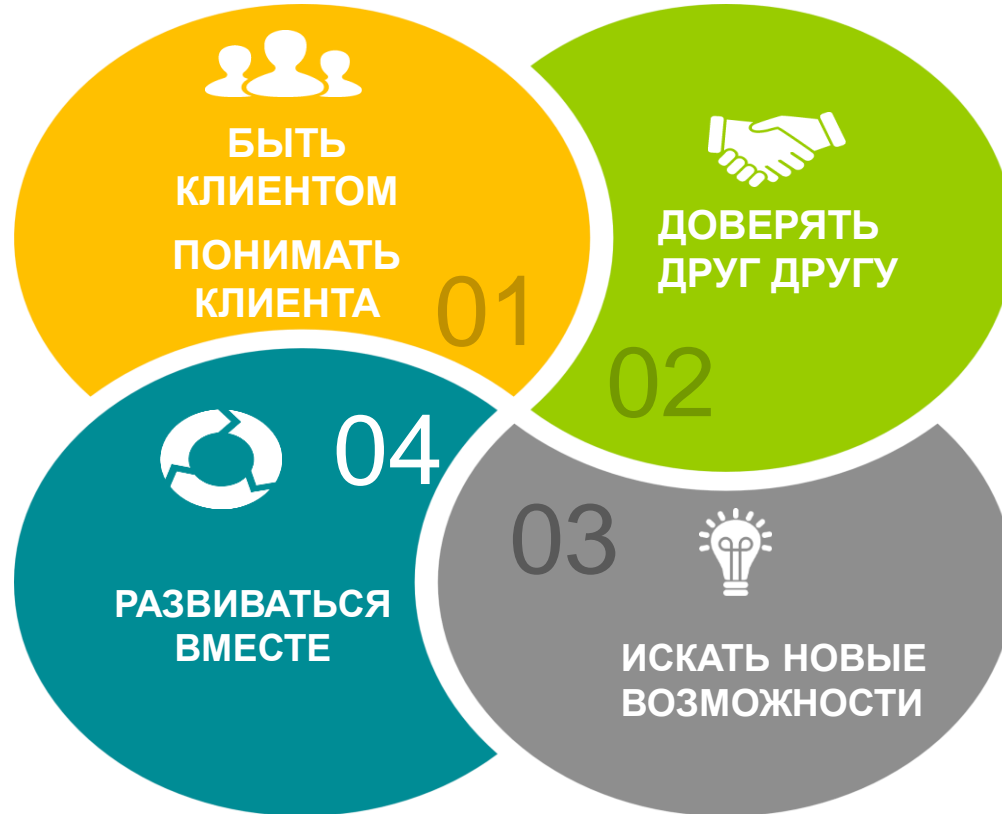 БЫТЬ
КЛИЕНТОМ
ПОНИМАТЬ
КЛИЕНТА
01
ДОВЕРЯТЬ
ДРУГ ДРУГУ
02
03
ИСКАТЬ НОВЫЕ
ВОЗМОЖНОСТИ
04
РАЗВИВАТЬСЯ
ВМЕСТЕ